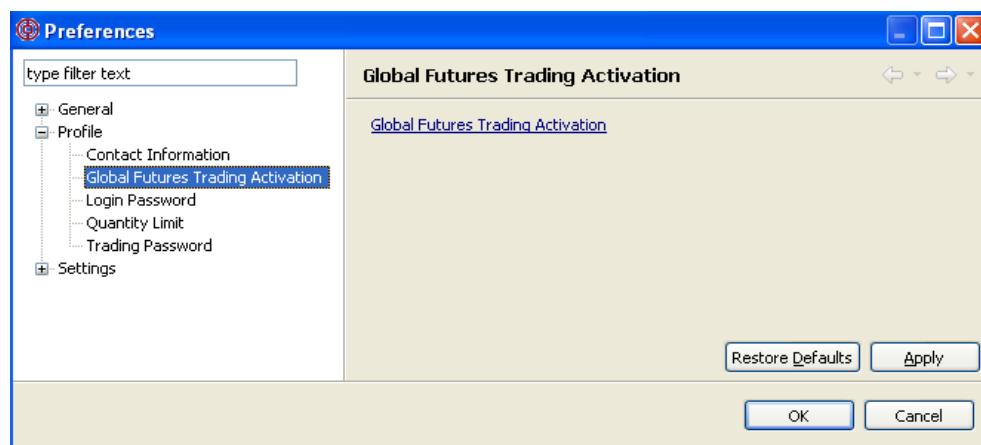 Preferences
type filter text
General
Profile
Contact Information
Global Futures Trading Activation
Login Password
Quantity Limit
Trading Password
Settings
Global Futures Trading Activation
Global Futures Trading Activation
Restore Defaults
Apply
OK
Cancel